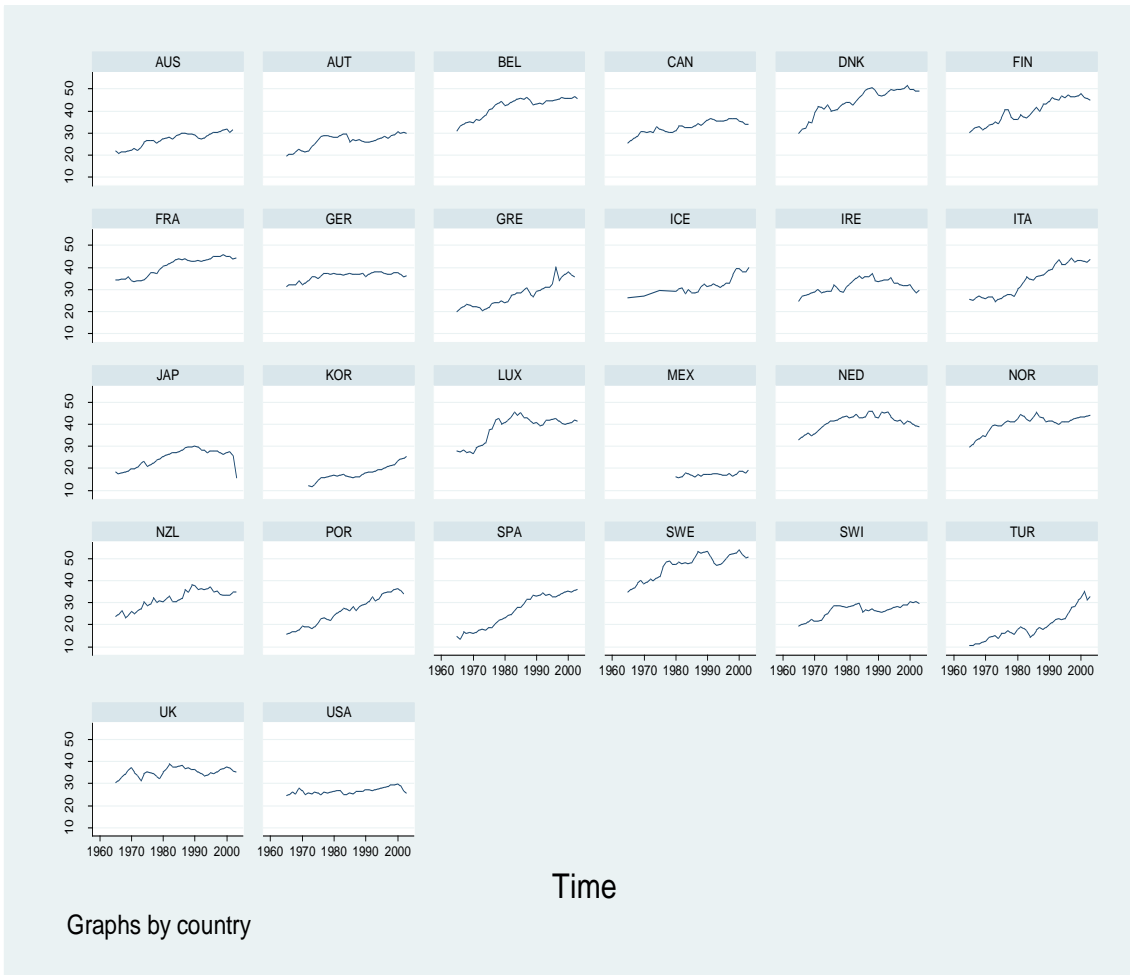 AUS AUT BEL CAN DNK FIN
10 20 30 40 50
FRA GER GRE ICE IRE ITA
10 20 30 40 50
JAP KOR LUX MEX NED NOR
10 20 30 40 50
NZL POR SPA SWE SWI TUR
10 20 30 40 50
1960 1970 1980 1990 2000 1960 1970 1980 1990 2000 1960 1970 1980 1990 2000 1960 1970 1980 1990 2000
UK USA
10 20 30 40 50
1960 1970 1980 1990 2000 1960 1970 1980 1990 2000
Time
Graphs by country